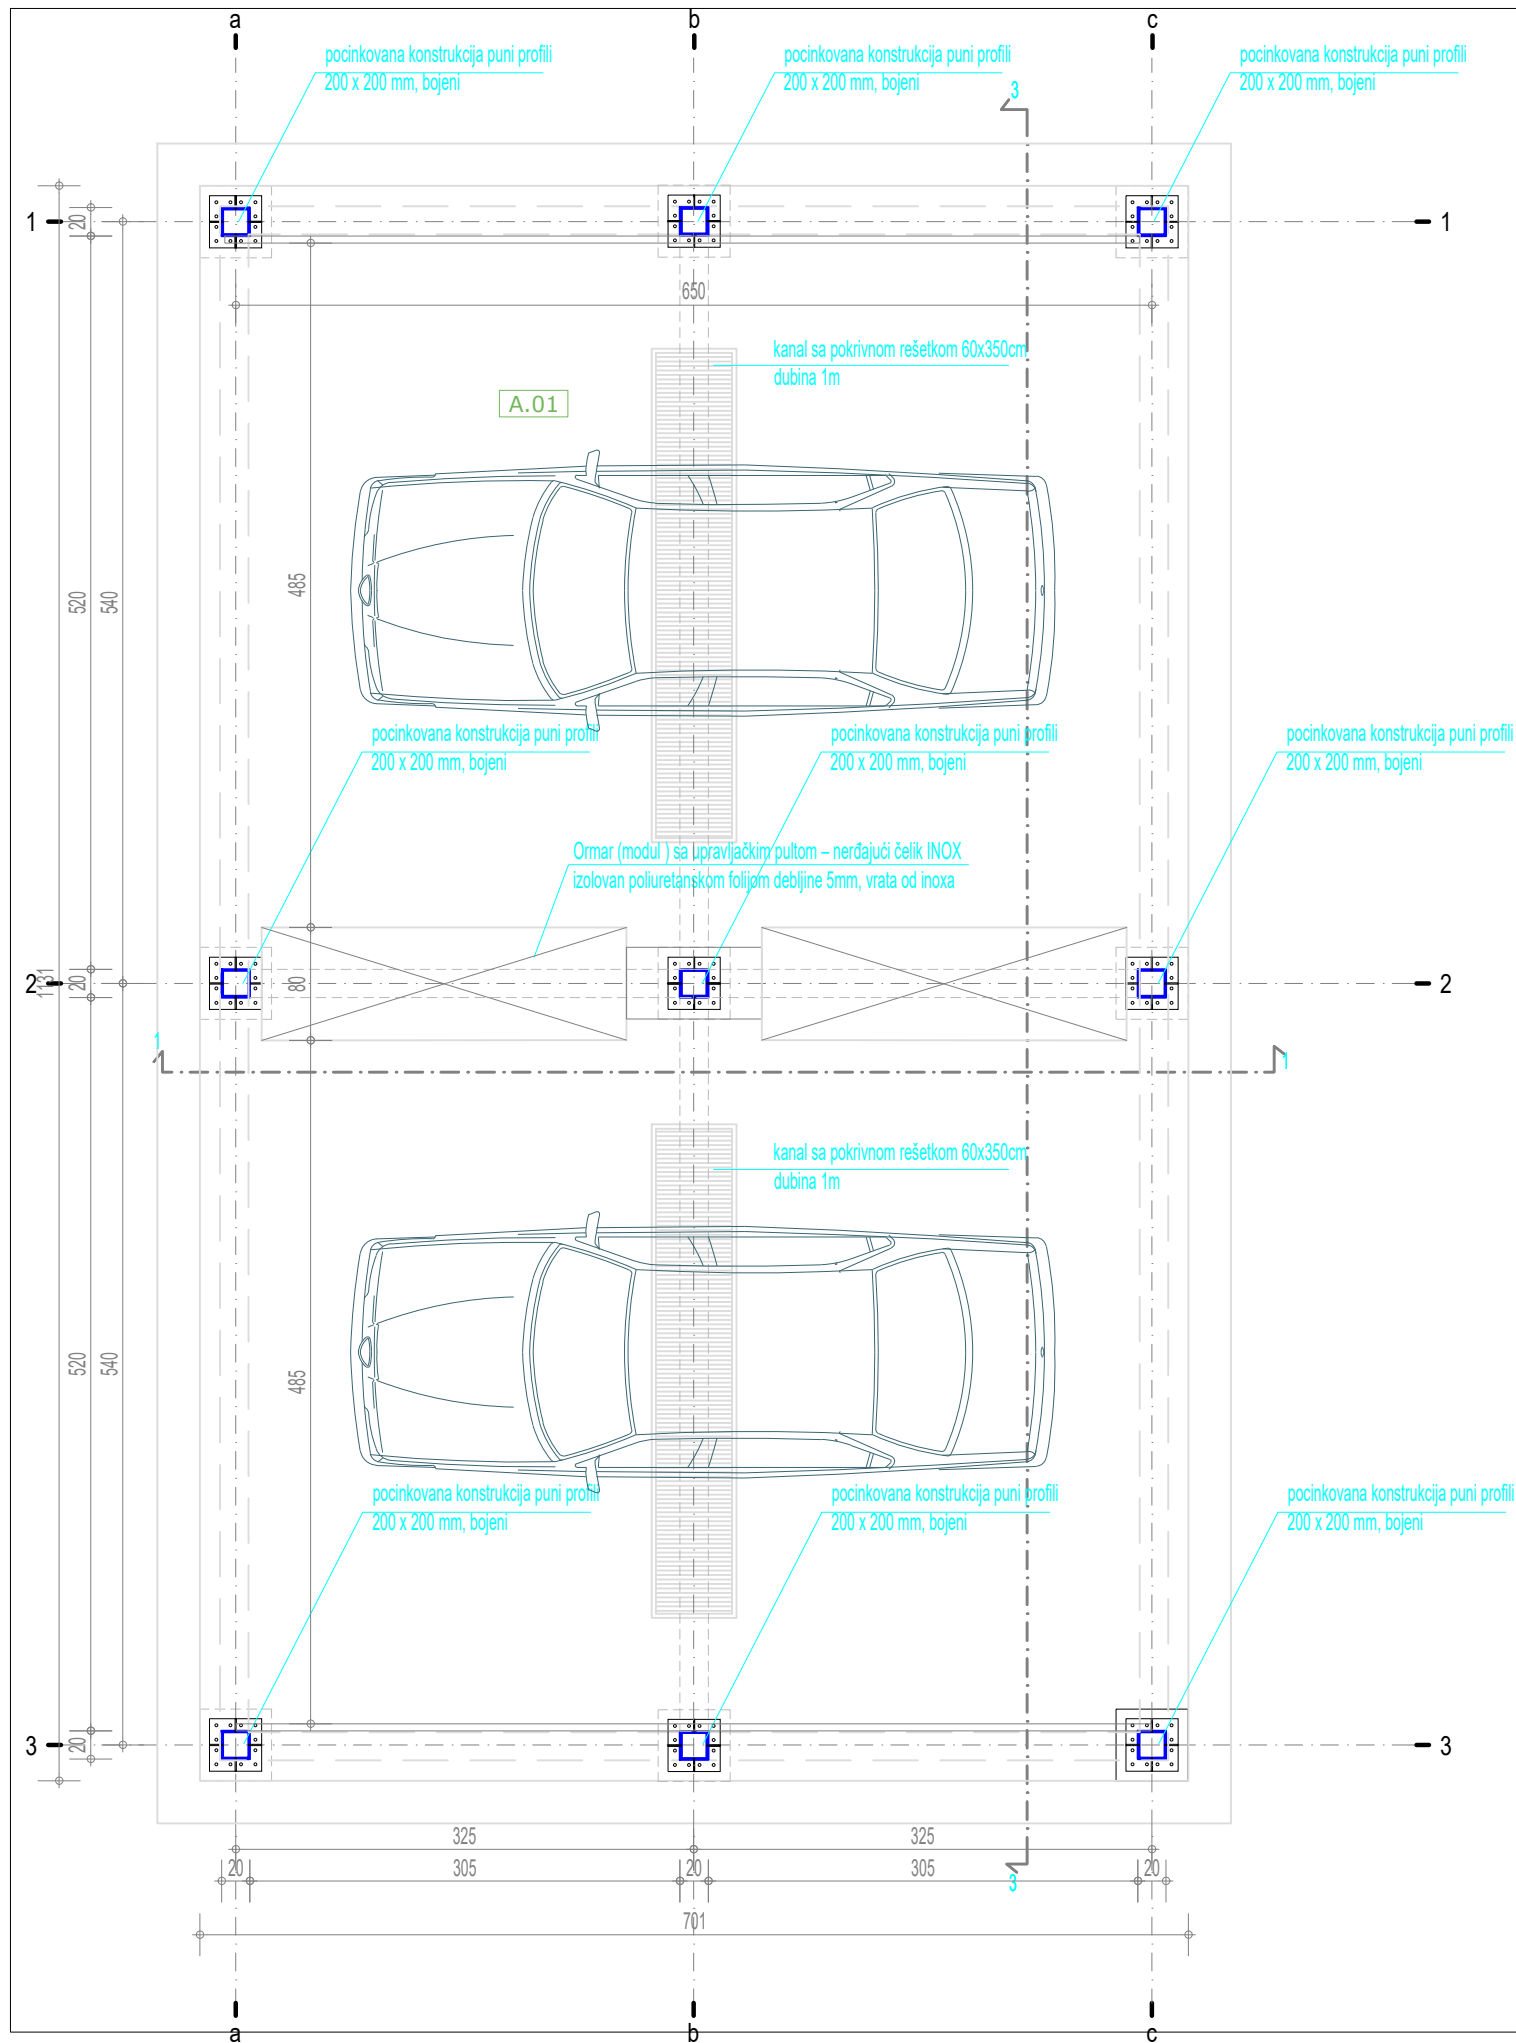 a
b
c
pocinkovana konstrukcija puni profili
200 x 200 mm, bojeni
pocinkovana konstrukcija puni profili
200 x 200 mm, bojeni
pocinkovana konstrukcija puni profili
200 x 200 mm, bojeni
3
1
20
1
650
kanal sa pokrivnom rešetkom 60x350cm
dubina 1m
A.01
485
520
540
pocinkovana konstrukcija puni profili
200 x 200 mm, bojeni
pocinkovana konstrukcija puni profili
200 x 200 mm, bojeni
pocinkovana konstrukcija puni profili
200 x 200 mm, bojeni
Ormar (modul ) sa upravljačkim pultom – nerđajući čelik INOX
izolovan poliuretanskom folijom debljine 5mm, vrata od inoxa
2
1131
20
80
2
1
1
kanal sa pokrivnom rešetkom 60x350cm
dubina 1m
520
540
485
pocinkovana konstrukcija puni profili
200 x 200 mm, bojeni
pocinkovana konstrukcija puni profili
200 x 200 mm, bojeni
pocinkovana konstrukcija puni profili
200 x 200 mm, bojeni
3
20
3
325
325
20
305
20
305
20
3
701
a
b
c